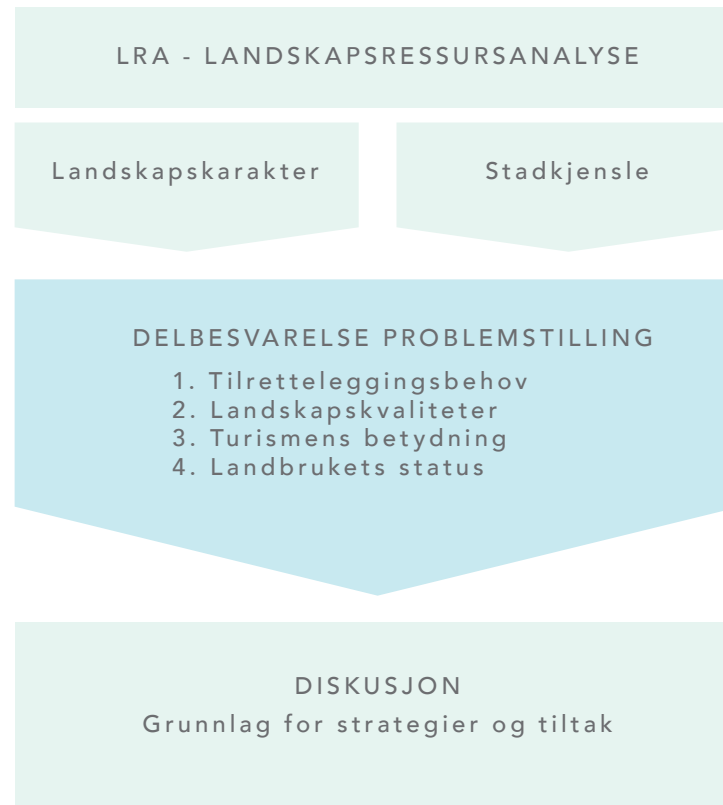 LRA - LANDSKAPSRESSURSANALYSE
Landskapskarakter
Stadkjensle
DELBESVARELSE PROBLEMSTILLING
1. Tilretteleggingsbehov
2. Landskapskvaliteter
3. Turismens betydning
4. Landbrukets status
DISKUSJON
Grunnlag for strategier og tiltak